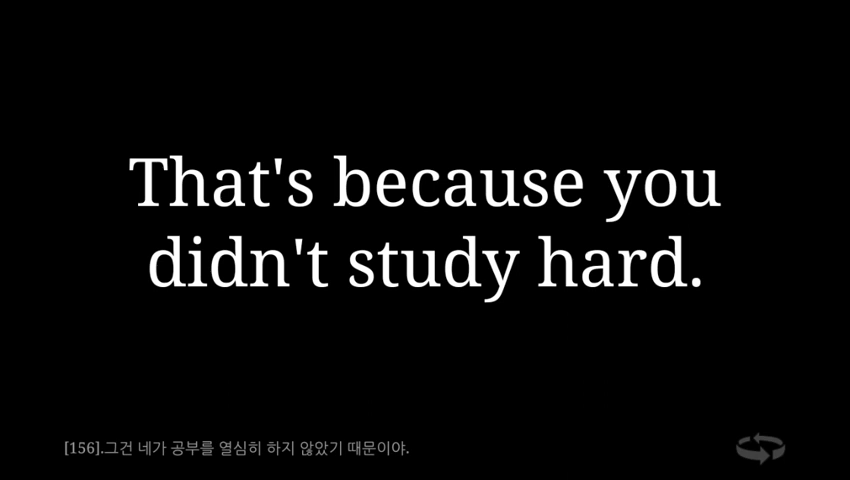 That's because you
didn't study hard.
[156].그건 네가 공부를 열심히 하지 않았기 때문이야.